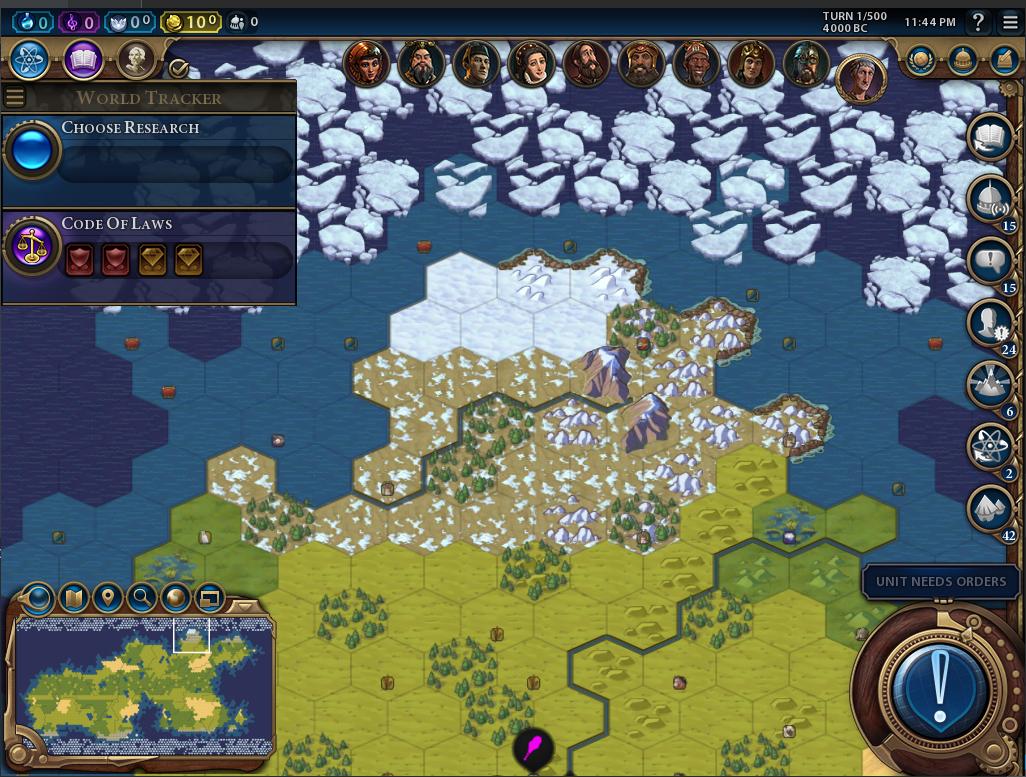 0 0 0⁰ 10⁰ 0
TURN 1/500
4000 BC
11:44 PM ? 
WORLD TRACKER
CHOOSE RESEARCH
CODE OF LAWS
15
15
24
6
2
42
UNIT NEEDS ORDERS